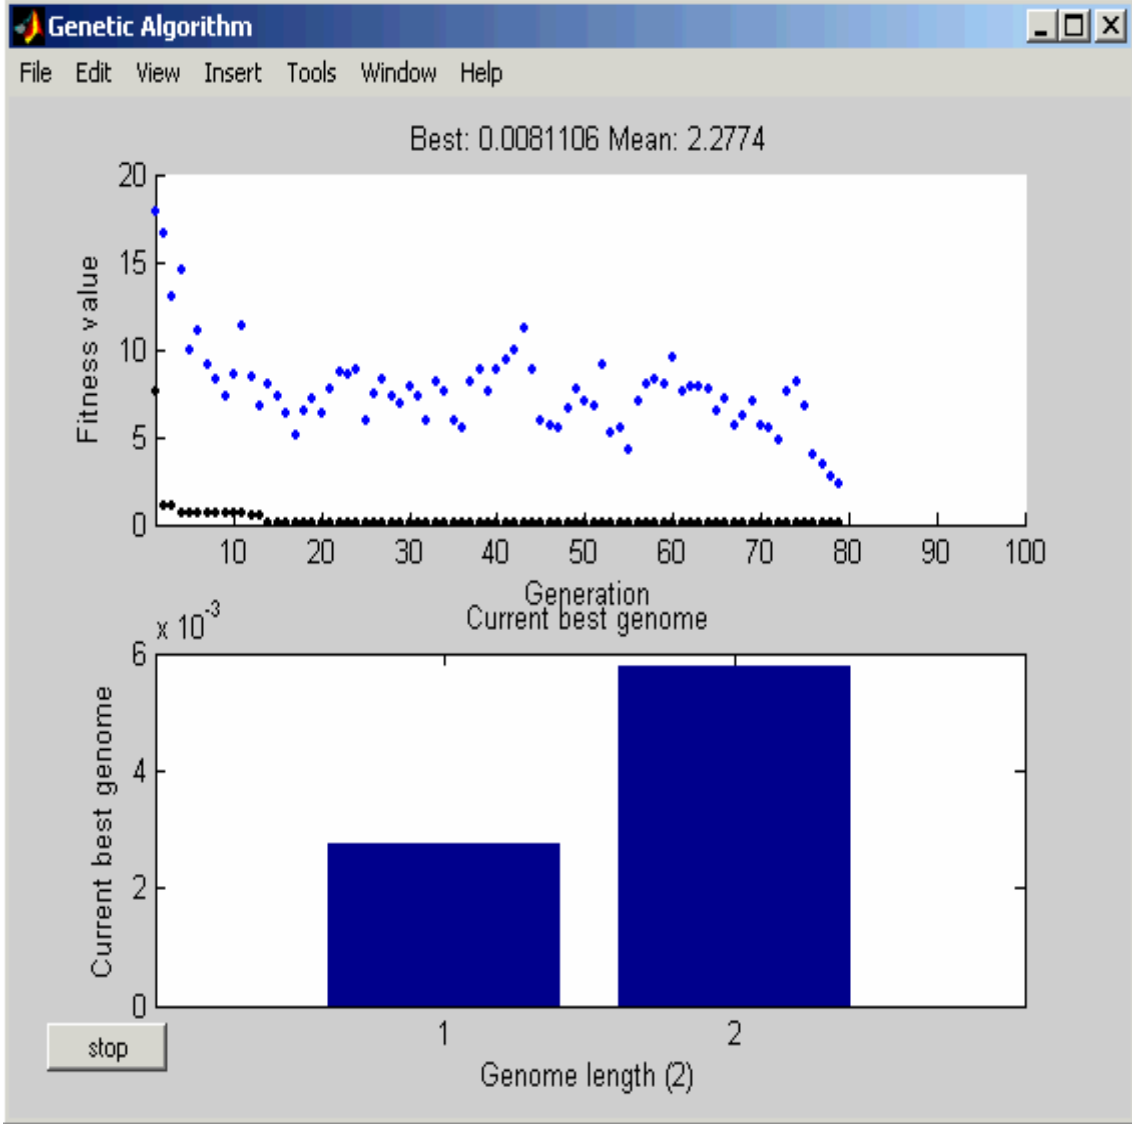 Genetic Algorithm
File Edit View Insert Tools Window Help
Best: 0.0081106 Mean: 2.2774
20
15
10
5
0
Fitness value
10 20 30 40 50 60 70 80 90 100
Generation
Current best genome
x 10-3
6
4
2
0
Current best genome
1 2
Genome length (2)
stop